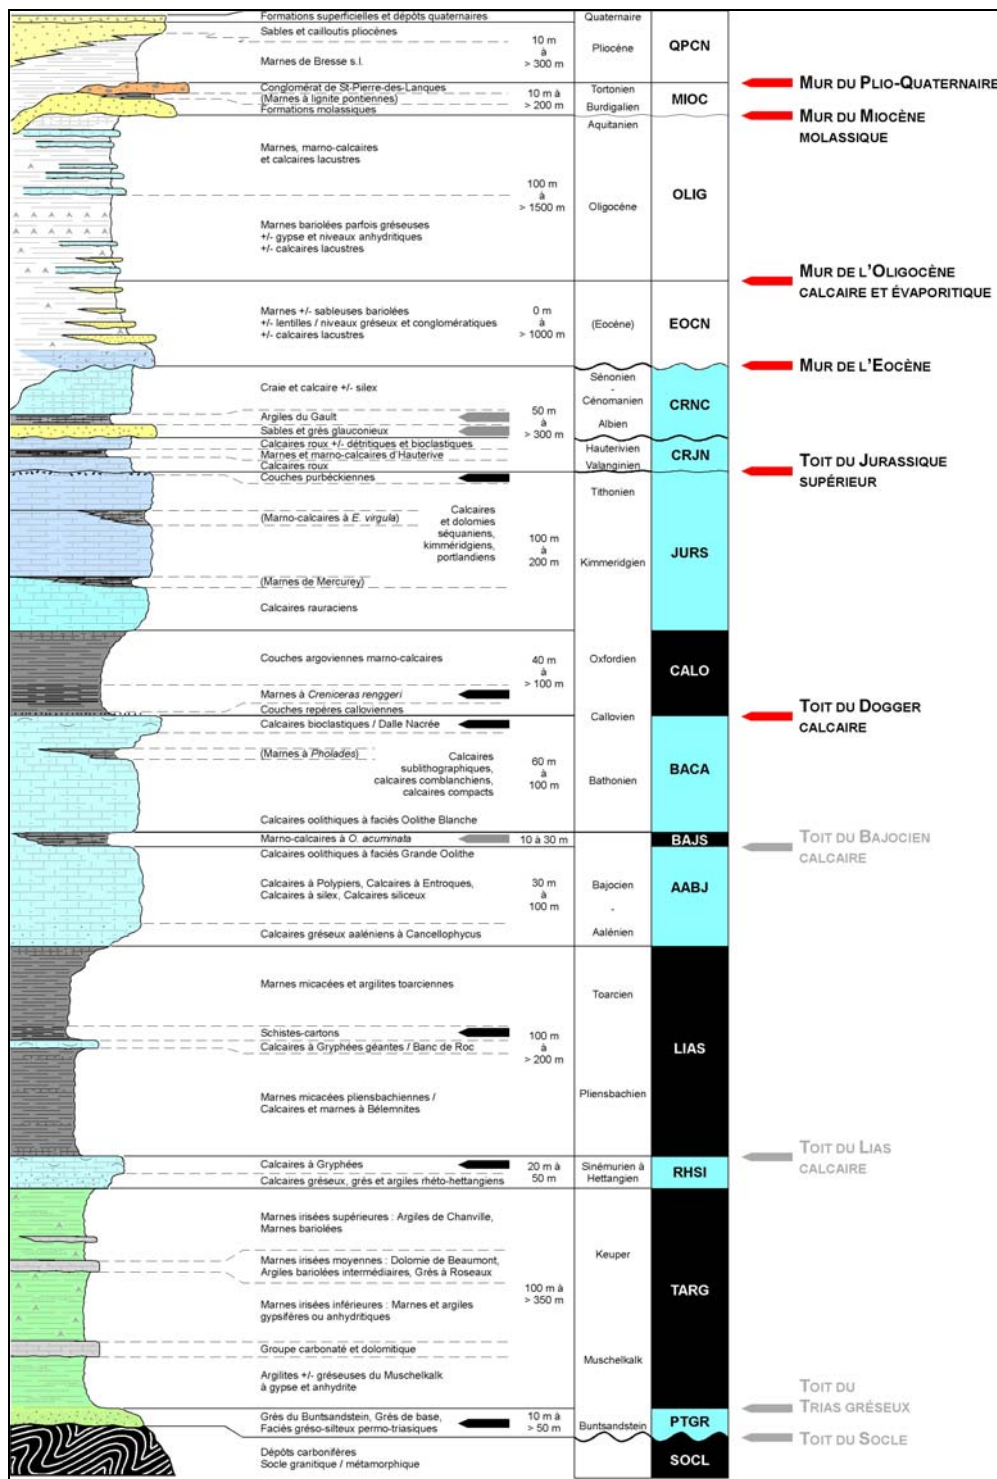 Formations superficielles et dépôts quaternaires
Quaternaire
Sables et cailloutis pliocènes
10 m
à
> 300 m
Pliocène
QPCN
Marnes de Bresse s.l.
MUR DU PLIO-QUATERNAIRE
Conglomérat de St-Pierre-des-Lanques
(Marnes à lignite pontiennes)
Formations molassiques
10 m à
> 200 m
Tortonien
Burdigalien
MIOC
MUR DU MIOCÈNE
MOLASSIQUE
Aquitanien
Marnes, marno-calcaires
et calcaires lacustres
100 m
à
> 1500 m
Oligocène
OLIG
Marnes bariolées parfois gréseuses
+/- gypse et niveaux anhydritiques
+/- calcaires lacustres
MUR DE L'OLIGOCÈNE
CALCAIRE ET ÉVAPORITIQUE
Marnes +/- sableuses bariolées
+/- lentilles / niveaux gréseux et conglomératiques
+/- calcaires lacustres
0 m
à
> 1000 m
(Eocène)
EOCN
MUR DE L'EOCÈNE
Craie et calcaire +/- silex
Argiles du Gault
Sables et grès glauconieux
50 m
à
> 300 m
Sénonien
-
Cénomanien
Albien
CRNC
Calcaires roux +/- détritiques et bioclastiques
Marnes et marno-calcaires d'Hauterive
Calcaires roux
Hauterivien
Valanginien
CRJN
TOIT DU JURASSIQUE
SUPÉRIEUR
Couches purbéckiennes
Tithonien
(Marno-calcaires à E. virgula)
Calcaires
et dolomies
séquaniens,
kimméridgiens,
portlandiens
100 m
à
200 m
Kimmeridgien
JURS
(Marnes de Mercurey)
Calcaires rauraciens
Couches argoviennes marno-calcaires
40 m
à
> 100 m
Oxfordien
CALO
Marnes à Creniceras renggeri
Couches repères calloviennes
Callovien
TOIT DU DOGGER
CALCAIRE
Calcaires bioclastiques / Dalle Nacrée
(Marnes à Pholades)
Calcaires
sublithographiques,
calcaires comblanchiens,
calcaires compacts
60 m
à
100 m
Bathonien
BACA
Calcaires oolithiques à faciès Oolithe Blanche
Marno-calcaires à O. acuminata
10 à 30 m
BAJS
TOIT DU BAJOCIEN
CALCAIRE
Calcaires oolithiques à faciès Grande Oolithe
Calcaires à Polypiers, Calcaires à Entroques,
Calcaires à silex, Calcaires siliceux
30 m
à
100 m
Bajocien
-
Aalénien
AABJ
Calcaires gréseux aaléniens à Cancellophycus
Marnes micacées et argilites toarciennes
Toarcien
Schistes-cartons
Calcaires à Gryphées géantes / Banc de Roc
100 m
à
> 200 m
LIAS
Marnes micacées pliensbachiennes /
Calcaires et marnes à Bélemnites
Pliensbachien
TOIT DU LIAS
CALCAIRE
Calcaires à Gryphées
Calcaires gréseux, grès et argiles rhéto-hettangiens
20 m à
50 m
Sinémurien à
Hettangien
RHSI
Marnes irisées supérieures : Argiles de Chanville,
Marnes bariolées
Keuper
Marnes irisées moyennes : Dolomie de Beaumont,
Argiles bariolées intermédiaires, Grès à Roseaux
100 m à
> 350 m
TARG
Marnes irisées inférieures : Marnes et argiles
gypsifères ou anhydritiques
Groupe carbonaté et dolomitique
Muschelkalk
Argilites +/- gréseuses du Muschelkalk
à gypse et anhydrite
TOIT DU
TRIAS GRÉSEUX
Grès du Buntsandstein, Grès de base,
Faciès gréso-silteux permo-triasiques
10 m à
> 50 m
Buntsandstein
PTGR
TOIT DU SOCLE
Dépôts carbonifères
Socle granitique / métamorphique
SOCL